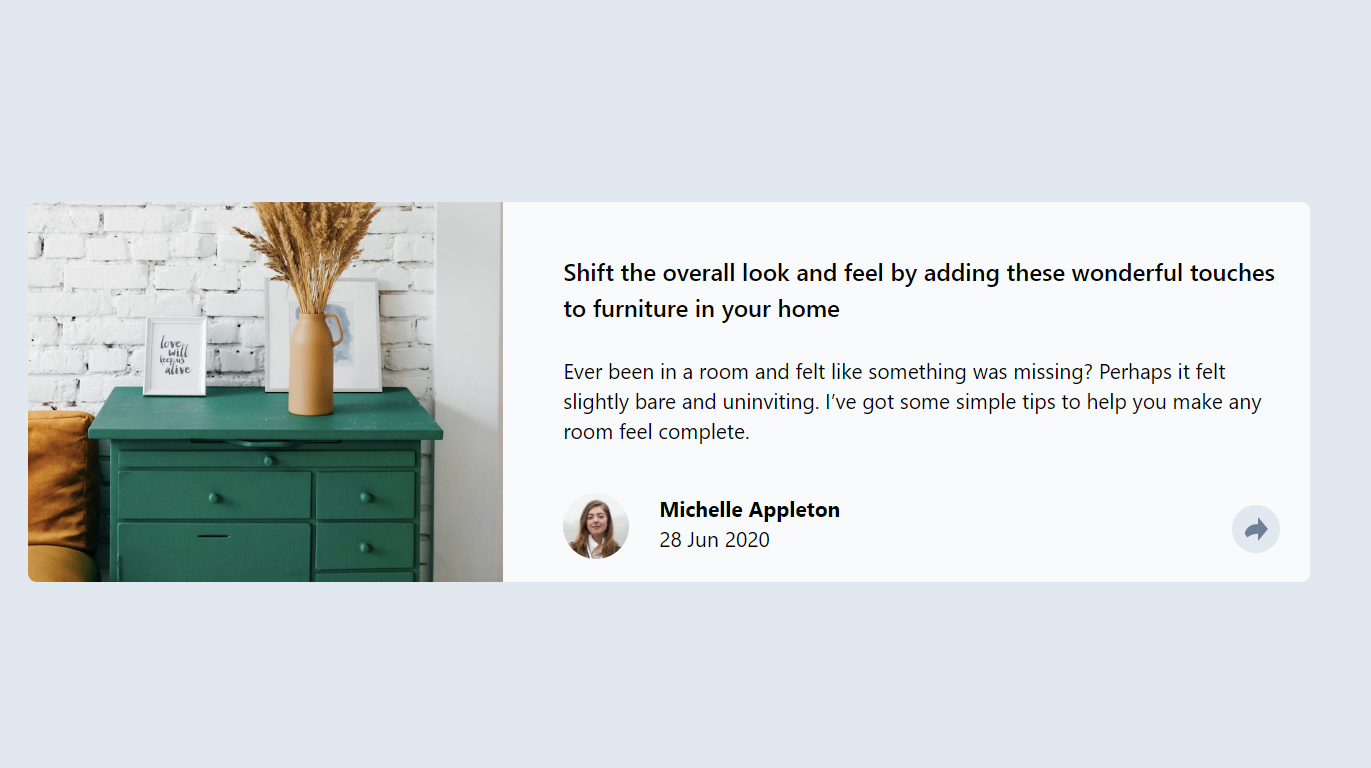 love
will
keep us
alive
Shift the overall look and feel by adding these wonderful touches
to furniture in your home
Ever been in a room and felt like something was missing? Perhaps it felt
slightly bare and uninviting. I’ve got some simple tips to help you make any
room feel complete.
Michelle Appleton
28 Jun 2020